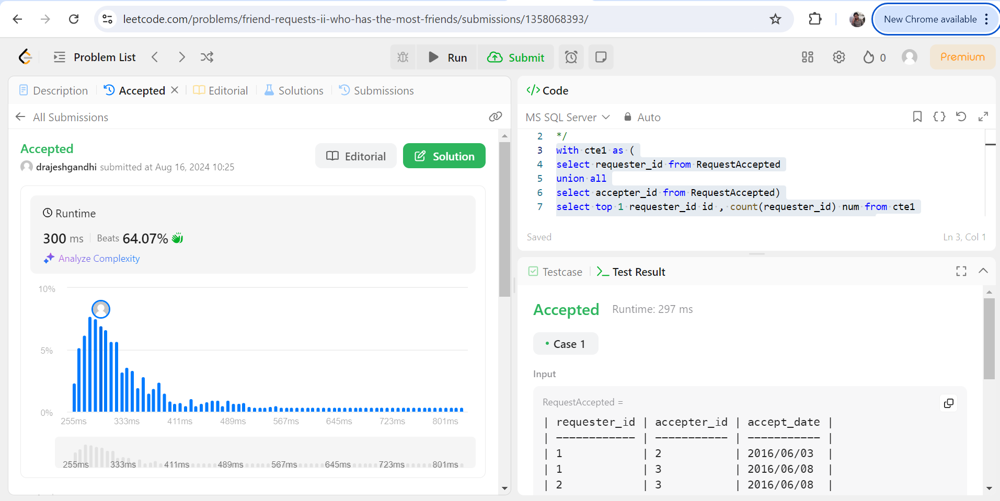 leetcode.com/problems/friend-requests-ii-who-has-the-most-friends/submissions/1358068393/
New Chrome available
Problem List
Run
Submit
0
Premium
Description
Accepted
Editorial
Solutions
Submissions
All Submissions
Accepted
drajeshgandhi submitted at Aug 16, 2024 10:25
Editorial
Solution
Runtime
300 ms
Beats 64.07%
Analyze Complexity
10%
5%
0%
255ms 333ms 411ms 489ms 567ms 645ms 723ms 801ms
255ms 333ms 411ms 489ms 567ms 645ms 723ms 801ms
</> Code
MS SQL Server
Auto
2 */
3 with cte1 as (
4 select requester_id from RequestAccepted
5 union all
6 select accepter_id from RequestAccepted)
7 select top 1 requester_id id , count(requester_id) num from cte1
Saved
Ln 3, Col 1
Testcase
Test Result
Accepted
Runtime: 297 ms
Case 1
Input
RequestAccepted =
| requester_id | accepter_id | accept_date |
| ------------ | ----------- | ----------- |
| 1 | 2 | 2016/06/03 |
| 1 | 3 | 2016/06/08 |
| 2 | 3 | 2016/06/08 |